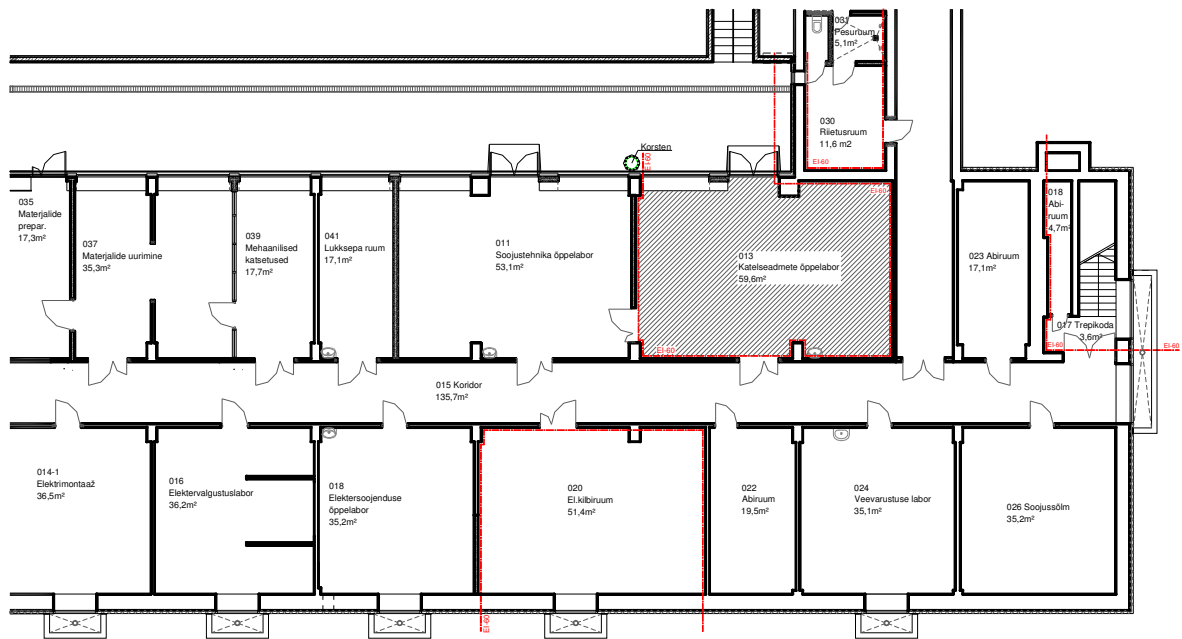 031
Pesuruum
5,1m²
030
Riietusruum
11,6 m2
EI-60
Korsten
EI-60
EI-60
035
Materjalide
prepar.
17,3m²
037
Materjalide uurimine
35,3m²
039
Mehaanilised
katsetused
17,7m²
041
Lukksepa ruum
17,1m²
011
Soojustehnika õppelabor
53,1m²
013
Katelseadmete õppelabor
59,6m²
EI-60
023 Abiruum
17,1m²
018
Abi-
ruum
4,7m²
017 Trepikoda
3,6m²
EI-60
EI-60
015 Koridor
135,7m²
014-1
Elektrimontaaž
36,5m²
016
Elektervalgustuslabor
36,2m²
018
Elektersoojenduse
õppelabor
35,2m²
020
El.kilbiruum
51,4m²
022
Abiruum
19,5m²
024
Veevarustuse labor
35,1m²
026 Soojussõlm
35,2m²
EI-60
EI-60